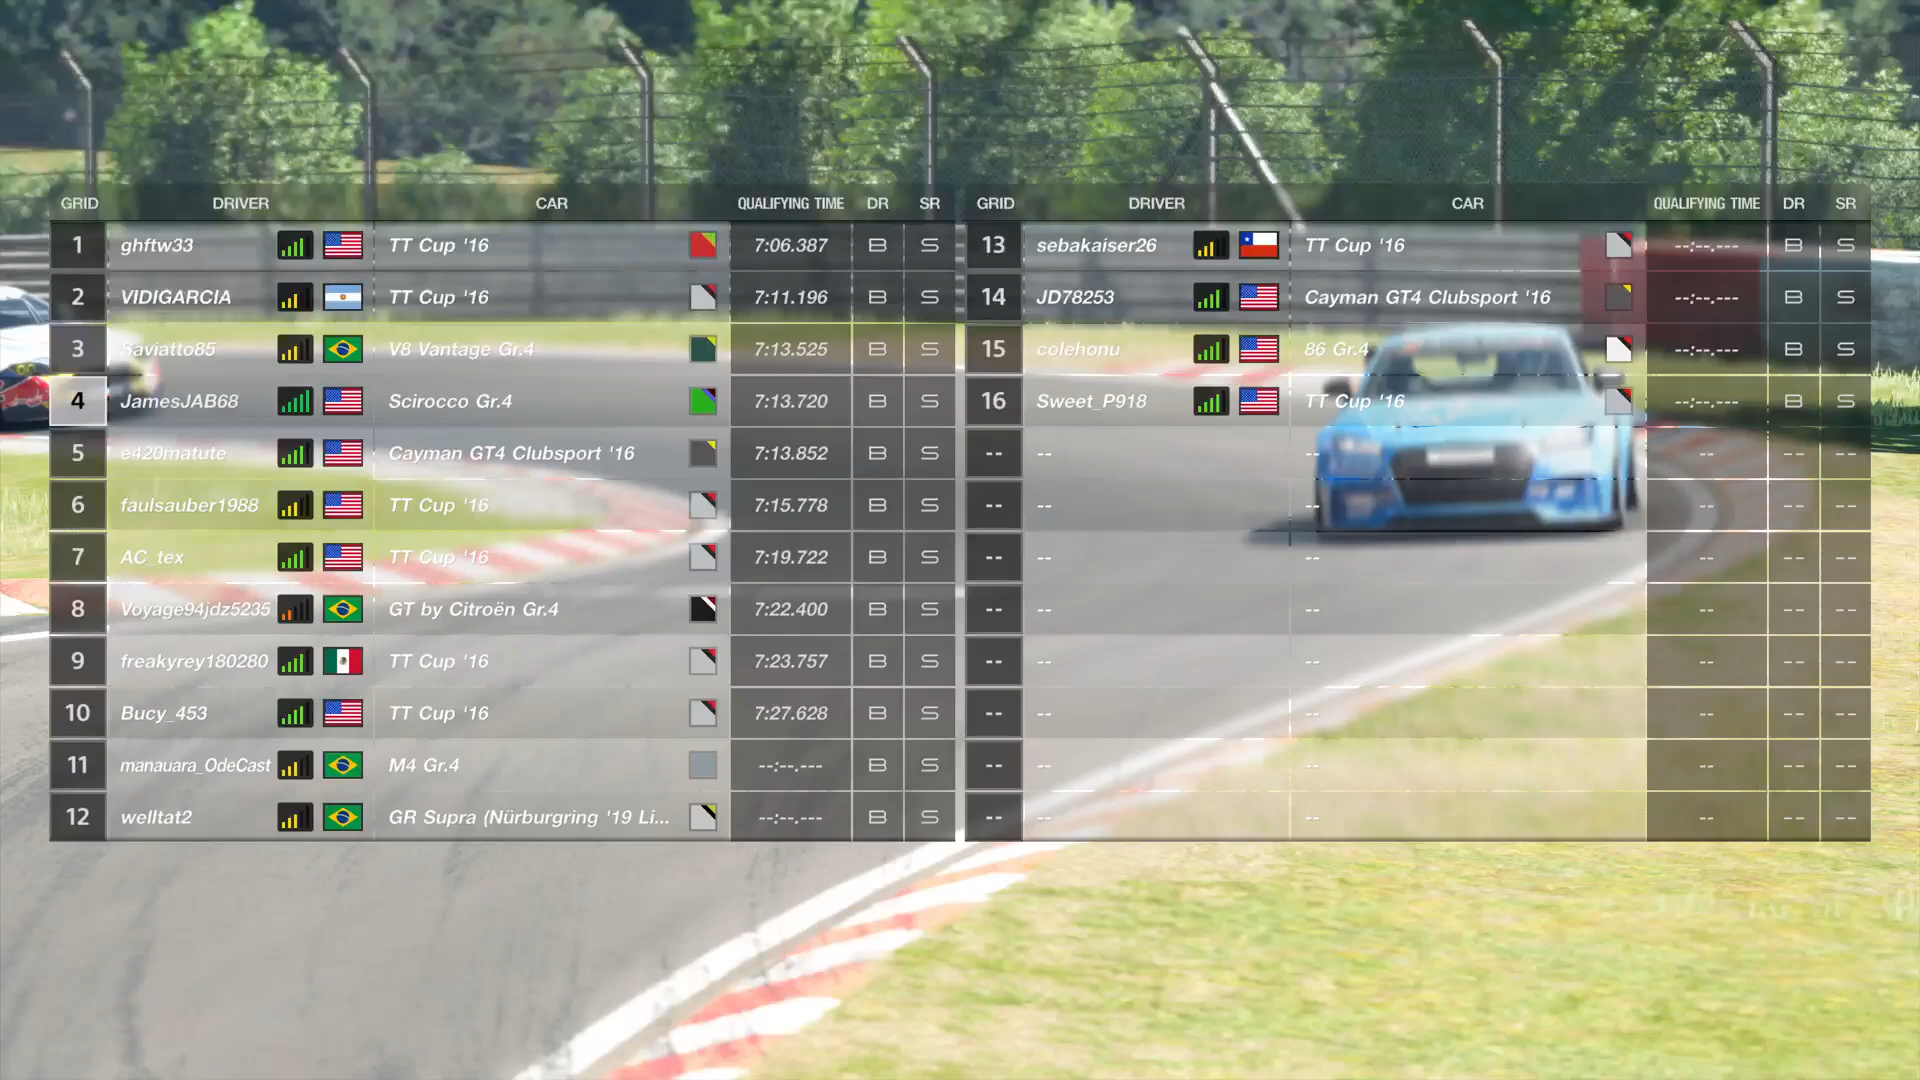 GRID DRIVER CAR QUALIFYING TIME DR SR
1 ghftw33 TT Cup '16 7:06.387 B S
2 VIDIGARCIA TT Cup '16 7:11.196 B S
3 Saviatto85 V8 Vantage Gr.4 7:13.525 B S
4 JamesJAB68 Scirocco Gr.4 7:13.720 B S
5 e420matute Cayman GT4 Clubsport '16 7:13.852 B S
6 faulsauber1988 TT Cup '16 7:15.778 B S
7 AC_tex TT Cup '16 7:19.722 B S
8 Voyage94jdz5235 GT by Citroën Gr.4 7:22.400 B S
9 freakyrey180280 TT Cup '16 7:23.757 B S
10 Bucy_453 TT Cup '16 7:27.628 B S
11 manauara_OdeCast M4 Gr.4 --:--.--- B S
12 welltat2 GR Supra (Nürburgring '19 Li... --:--.--- B S
GRID DRIVER CAR QUALIFYING TIME DR SR
13 sebakaiser26 TT Cup '16 --:--.--- B S
14 JD78253 Cayman GT4 Clubsport '16 --:--.--- B S
15 colehonu 86 Gr.4 --:--.--- B S
16 Sweet_P918 TT Cup '16 --:--.--- B S
-- -- -- -- -- --
-- -- -- -- -- --
-- -- -- -- -- --
-- -- -- -- -- --
-- -- -- -- -- --
-- -- -- -- -- --
-- -- -- -- -- --
-- -- -- -- -- --